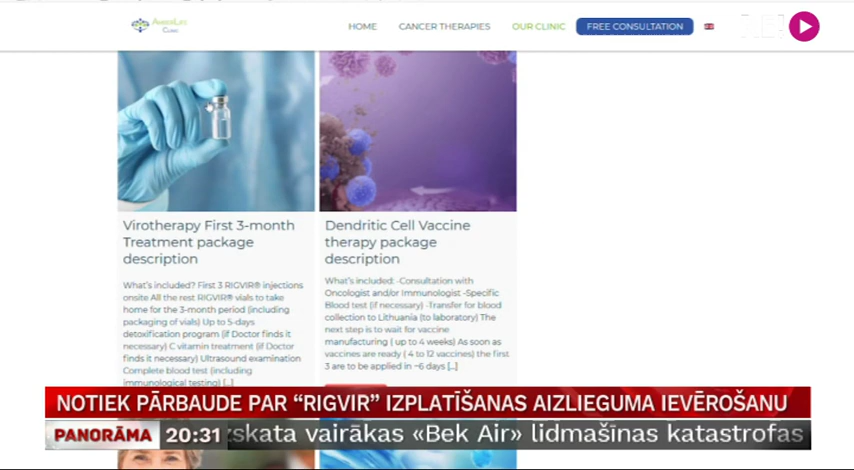 AmeriLife
Clinic
HOME CANCER THERAPIES OUR CLINIC FREE CONSULTATION
Virotherapy First 3-month
Treatment package
description
What's included? First 3 RIGVIR® injections
onsite All the rest RIGVIR® vials to take
home for the 3-month period (including
packaging of vials) Up to 5-days
detoxification program (if Doctor finds it
necessary) C vitamin treatment (if Doctor
finds it necessary) Ultrasound examination
Complete blood test (including
immunological testing) [...]
Dendritic Cell Vaccine
therapy package
description
What's included: -Consultation with
Oncologist and/or Immunologist -Specific
Blood test (if necessary) -Transfer for blood
collection to Lithuania (to laboratory) The
next step is to wait for vaccine
manufacturing ( up to 4 weeks) As soon as
vaccines are ready ( 4 to 12 vaccines) the first
3 are to be applied in ~6 days [...]
NOTIEK PĀRBAUDE PAR “RIGVIR” IZPLATĪŠANAS AIZLIEGUMA IEVĒROŠANU
PANORĀMA 20:31 zskata vairākas «Bek Air» lidmašīnas katastrofas